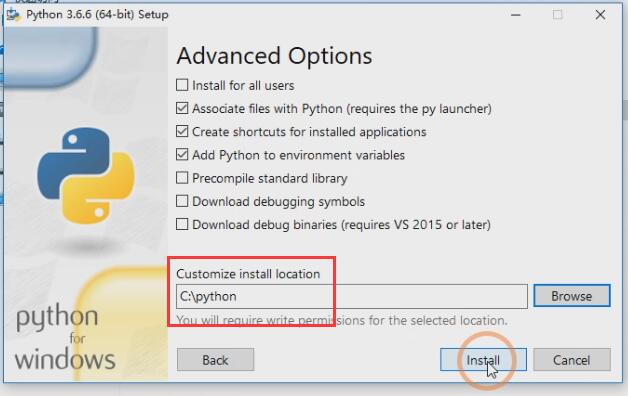 Python 3.6.6 (64-bit) Setup
Advanced Options
Install for all users
Associate files with Python (requires the py launcher)
Create shortcuts for installed applications
Add Python to environment variables
Precompile standard library
Download debugging symbols
Download debug binaries (requires VS 2015 or later)
Customize install location
C:\python
Browse
You will require write permissions for the selected location.
python
for
windows
Back
Install
Cancel